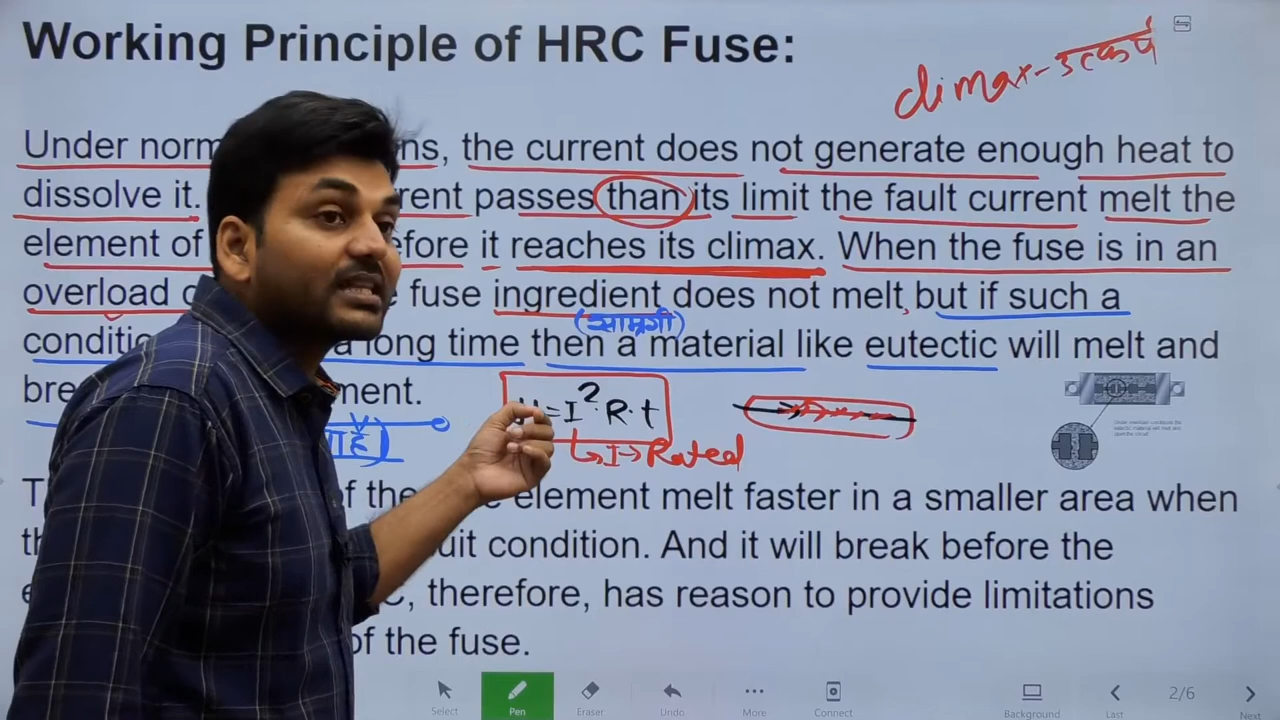 Working Principle of HRC Fuse:
climax - उत्कर्ष
Under norm ns, the current does not generate enough heat to
dissolve it. rent passes than its limit the fault current melt the
element of efore it reaches its climax. When the fuse is in an
overload c fuse ingredient does not melt, but if such a
(सामग्री)
conditio a long time then a material like eutectic will melt and
bre ment.
H=I².R.t
I→Rated
T f the element melt faster in a smaller area when
th uit condition. And it will break before the
e C, therefore, has reason to provide limitations
of the fuse.
Select Pen Eraser Undo More Connect Background Last 2/6 Next